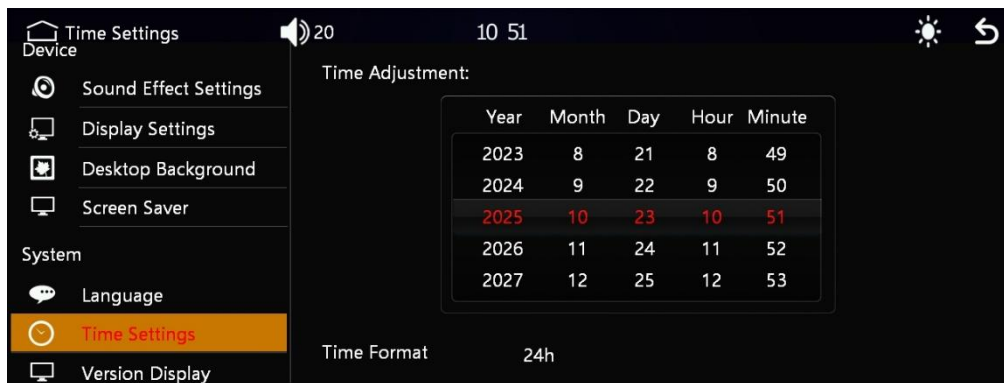 Time Settings 20 10 51
Device
Sound Effect Settings
Display Settings
Desktop Background
Screen Saver
System
Language
Time Settings
Version Display
Time Adjustment:
Year Month Day Hour Minute
2023 8 21 8 49
2024 9 22 9 50
2025 10 23 10 51
2026 11 24 11 52
2027 12 25 12 53
Time Format 24h